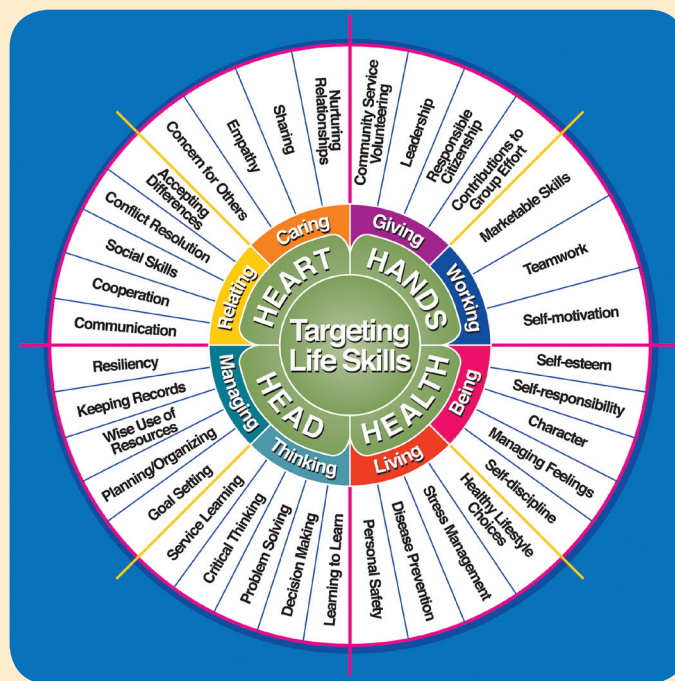 Targeting
Life Skills
HEART
HANDS
HEALTH
HEAD
Caring
Giving
Working
Being
Living
Thinking
Managing
Relating
Concern for Others
Empathy
Sharing
Nurturing
Relationships
Community Service
Volunteering
Leadership
Responsible
Citizenship
Contributions to
Group Effort
Marketable Skills
Teamwork
Self-motivation
Self-esteem
Self-responsibility
Character
Managing Feelings
Self-discipline
Healthy Lifestyle
Choices
Stress Management
Disease Prevention
Personal Safety
Learning to Learn
Decision Making
Problem Solving
Critical Thinking
Service Learning
Goal Setting
Planning/Organizing
Wise Use of
Resources
Keeping Records
Resiliency
Communication
Cooperation
Social Skills
Conflict Resolution
Accepting
Differences